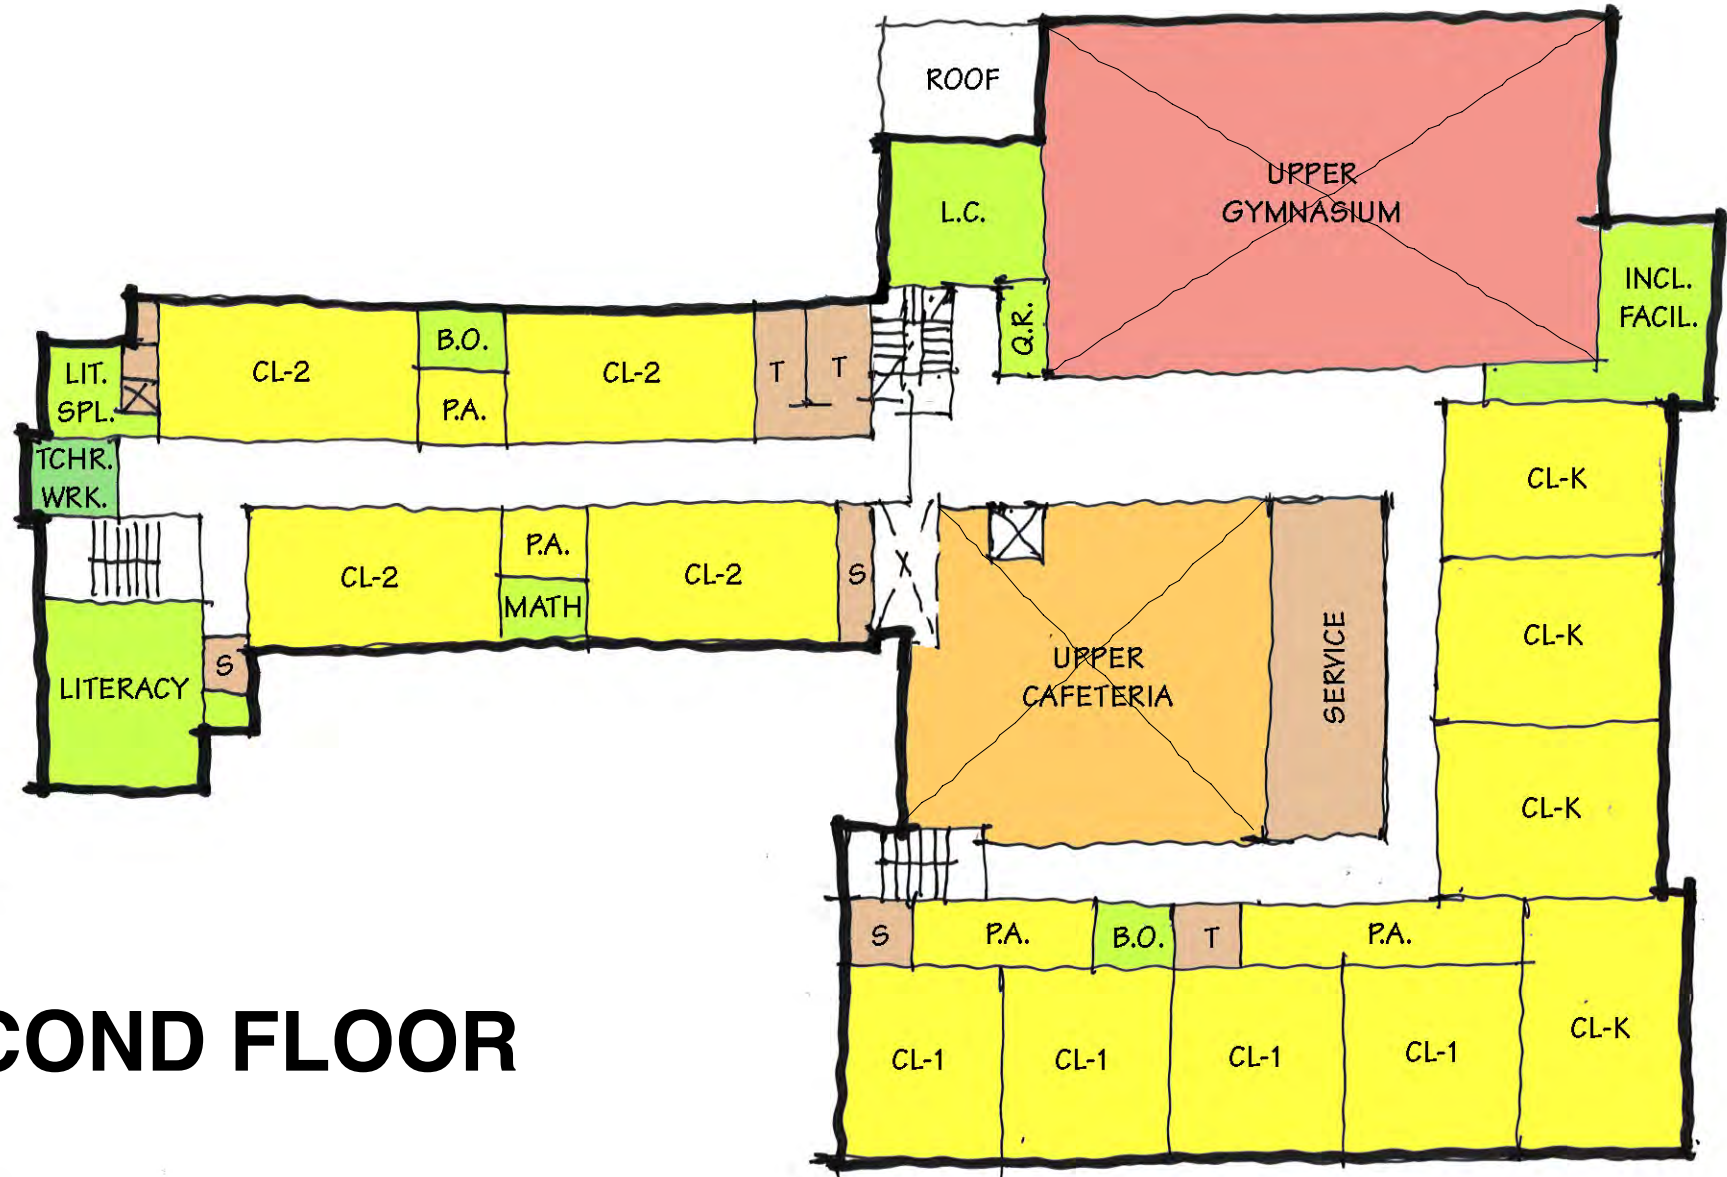 ROOF
UPPER
GYMNASIUM
L.C.
INCL.
FACIL.
Q.R.
B.O.
CL-2
CL-2
T
T
LIT.
SPL.
P.A.
TCHR.
WRK.
CL-K
P.A.
CL-2
CL-2
S
MATH
CL-K
UPPER
CAFETERIA
SERVICE
S
LITERACY
CL-K
S
P.A.
B.O.
T
P.A.
COND FLOOR
CL-1
CL-1
CL-1
CL-1
CL-K